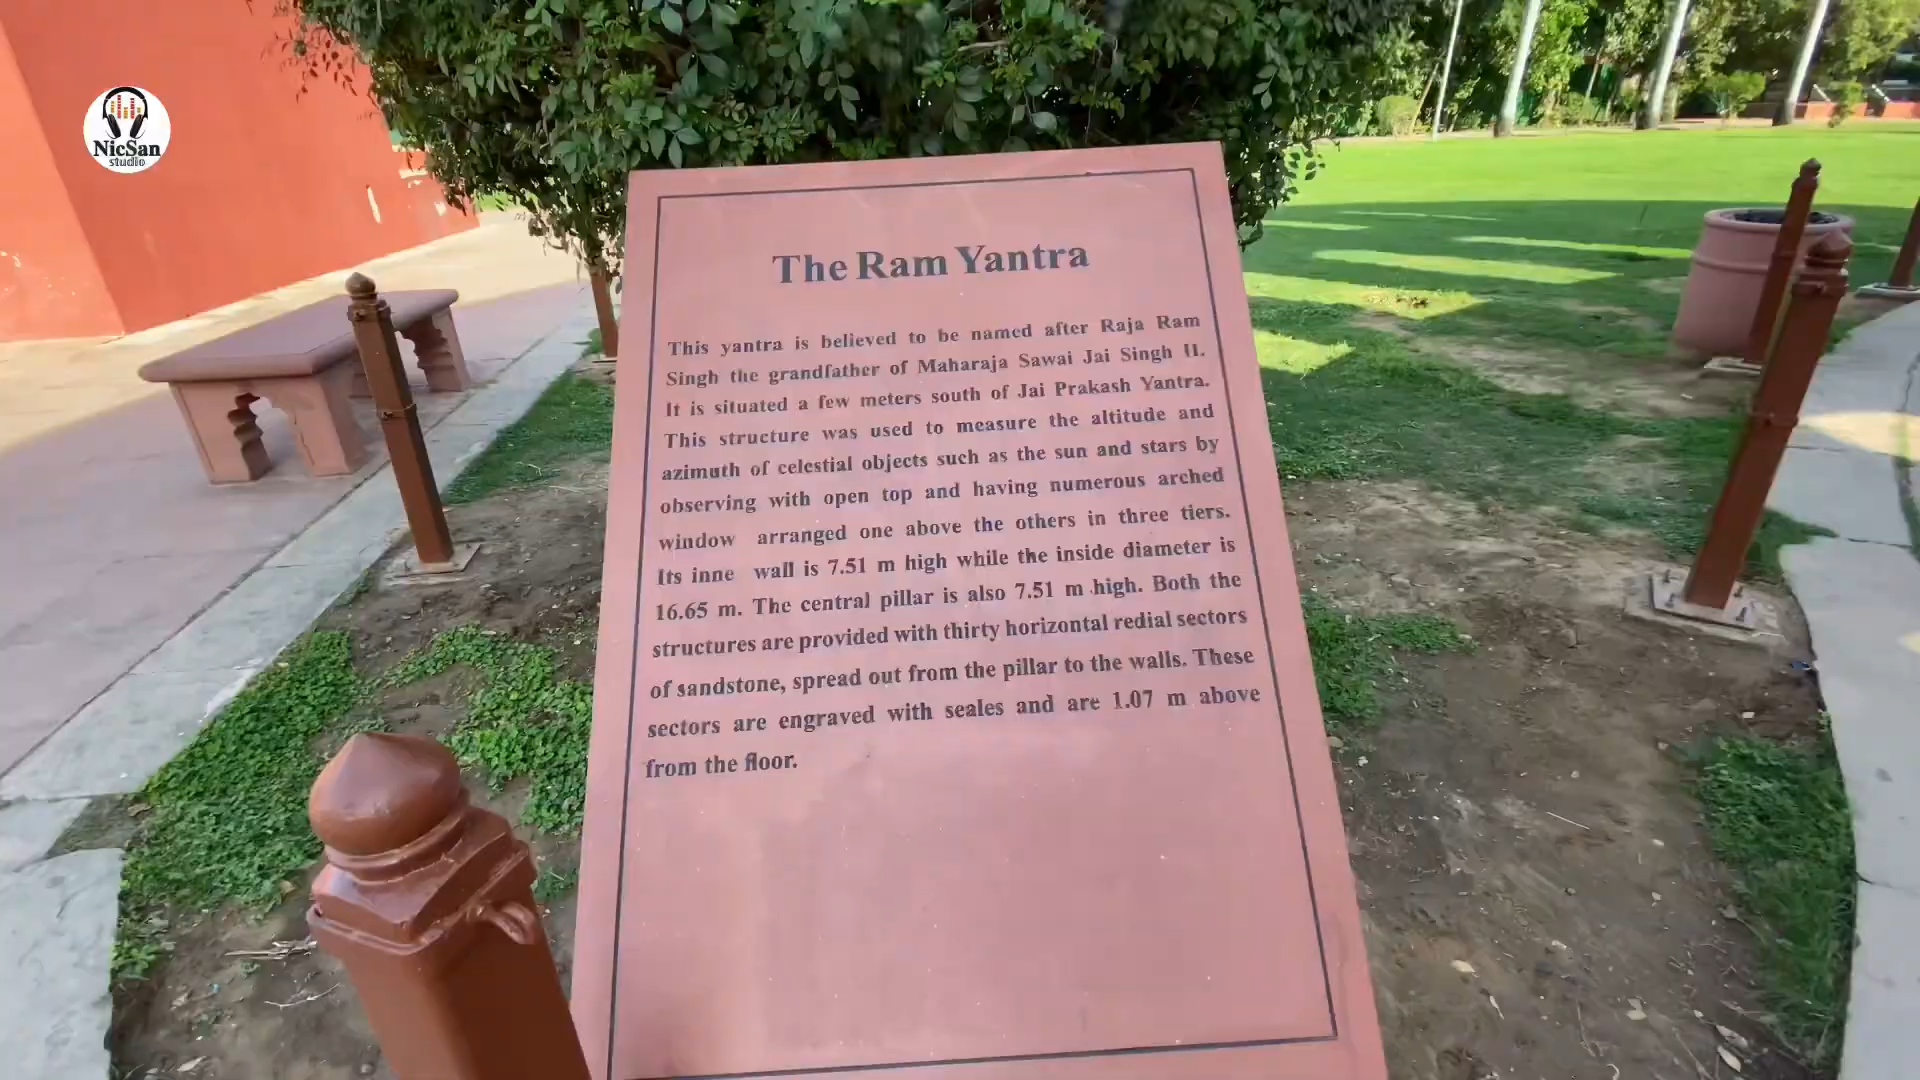 NicSan
studio
The Ram Yantra
This yantra is believed to be named after Raja Ram
Singh the grandfather of Maharaja Sawai Jai Singh II.
It is situated a few meters south of Jai Prakash Yantra.
This structure was used to measure the altitude and
azimuth of celestial objects such as the sun and stars by
observing with open top and having numerous arched
window arranged one above the others in three tiers.
Its inne wall is 7.51 m high while the inside diameter is
16.65 m. The central pillar is also 7.51 m high. Both the
structures are provided with thirty horizontal redial sectors
of sandstone, spread out from the pillar to the walls. These
sectors are engraved with seales and are 1.07 m above
from the floor.